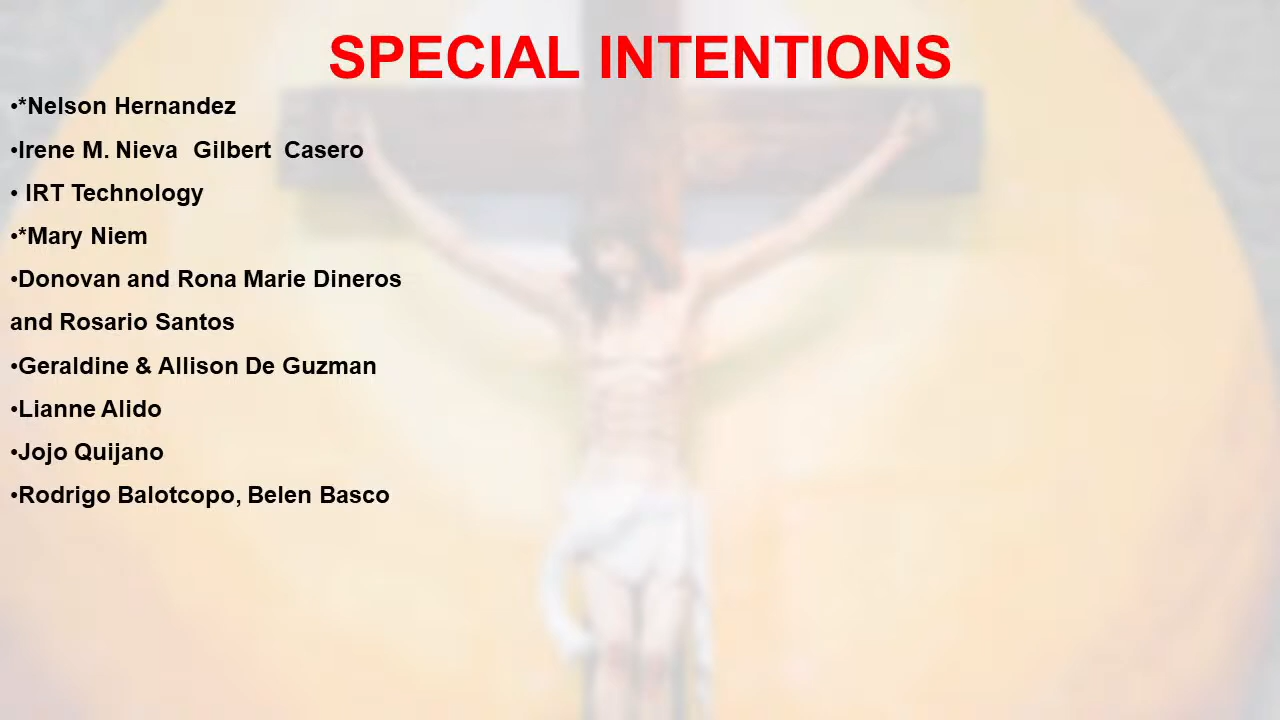 SPECIAL INTENTIONS
•*Nelson Hernandez
•Irene M. Nieva  Gilbert  Casero
• IRT Technology
•*Mary Niem
•Donovan and Rona Marie Dineros
and Rosario Santos
•Geraldine & Allison De Guzman
•Lianne Alido
•Jojo Quijano
•Rodrigo Balotcopo, Belen Basco